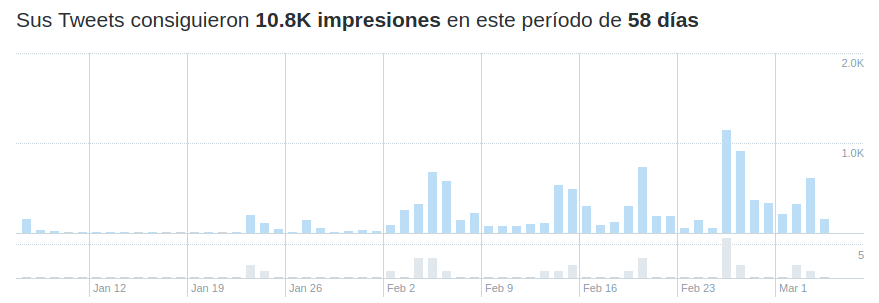 Sus Tweets consiguieron 10.8K impresiones en este período de 58 días
2.0K
1.0K
5
Jan 12 Jan 19 Jan 26 Feb 2 Feb 9 Feb 16 Feb 23 Mar 1